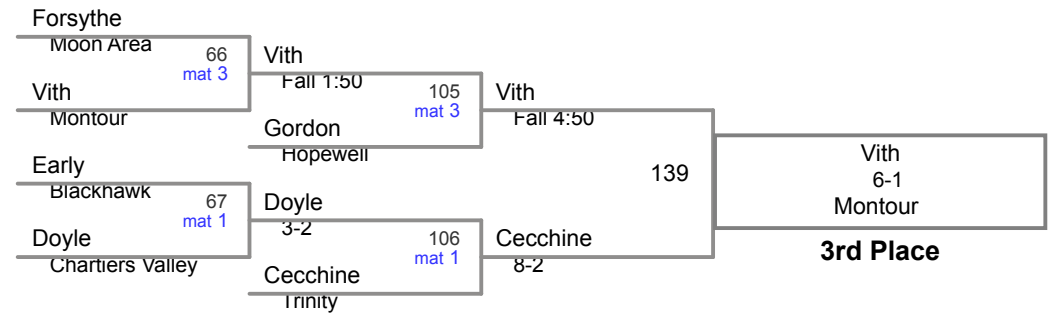 Forsythe
Moon Area
66
mat 3
Vith
Montour
Early
Blackhawk
67
mat 1
Doyle
Chartiers Valley
Vith
Fall 1:50
105
mat 3
Gordon
Hopewell
Doyle
3-2
106
mat 1
Cecchine
Trinity
Vith
Fall 4:50
139
Cecchine
8-2
Vith
6-1
Montour
3rd Place